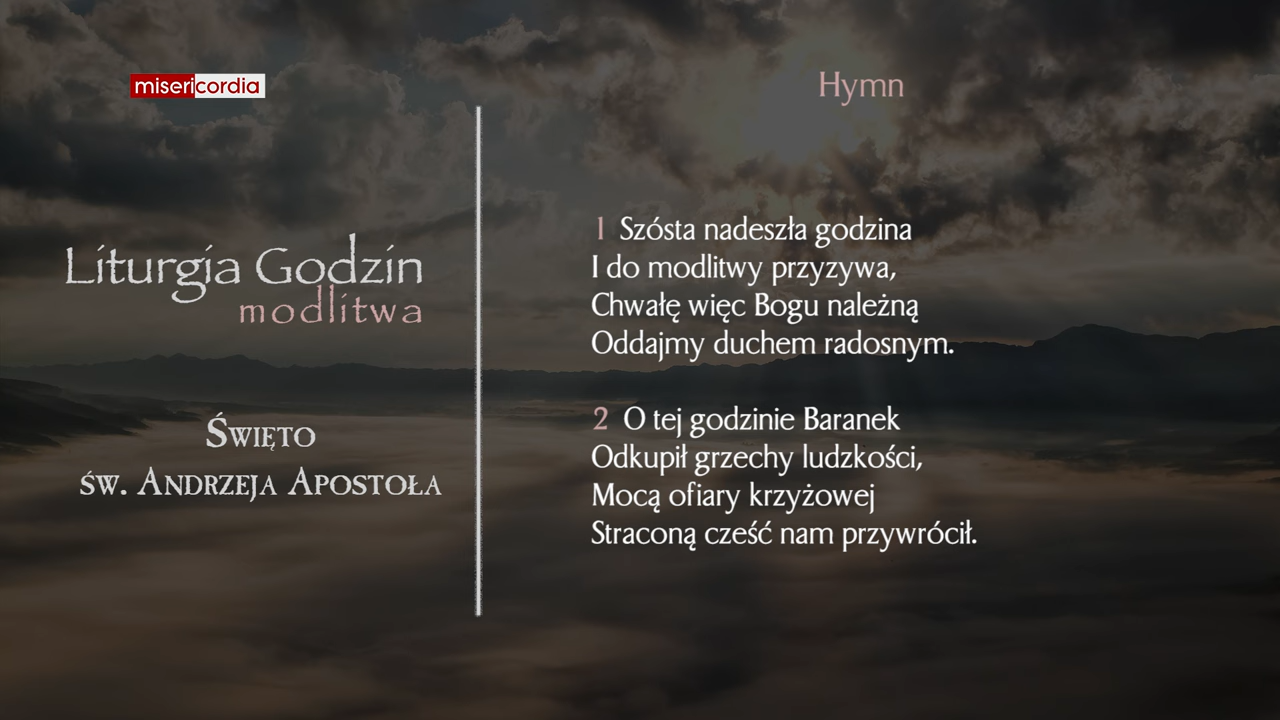 misericordia
Liturgia Godzin
modlitwa
Święto
św. Andrzeja Apostoła
Hymn
1 Szósta nadeszła godzina
I do modlitwy przyzywa,
Chwałę więc Bogu należną
Oddajmy duchem radosnym.
2 O tej godzinie Baranek
Odkupił grzechy ludzkości,
Mocą ofiary krzyżowej
Straconą cześć nam przywrócił.